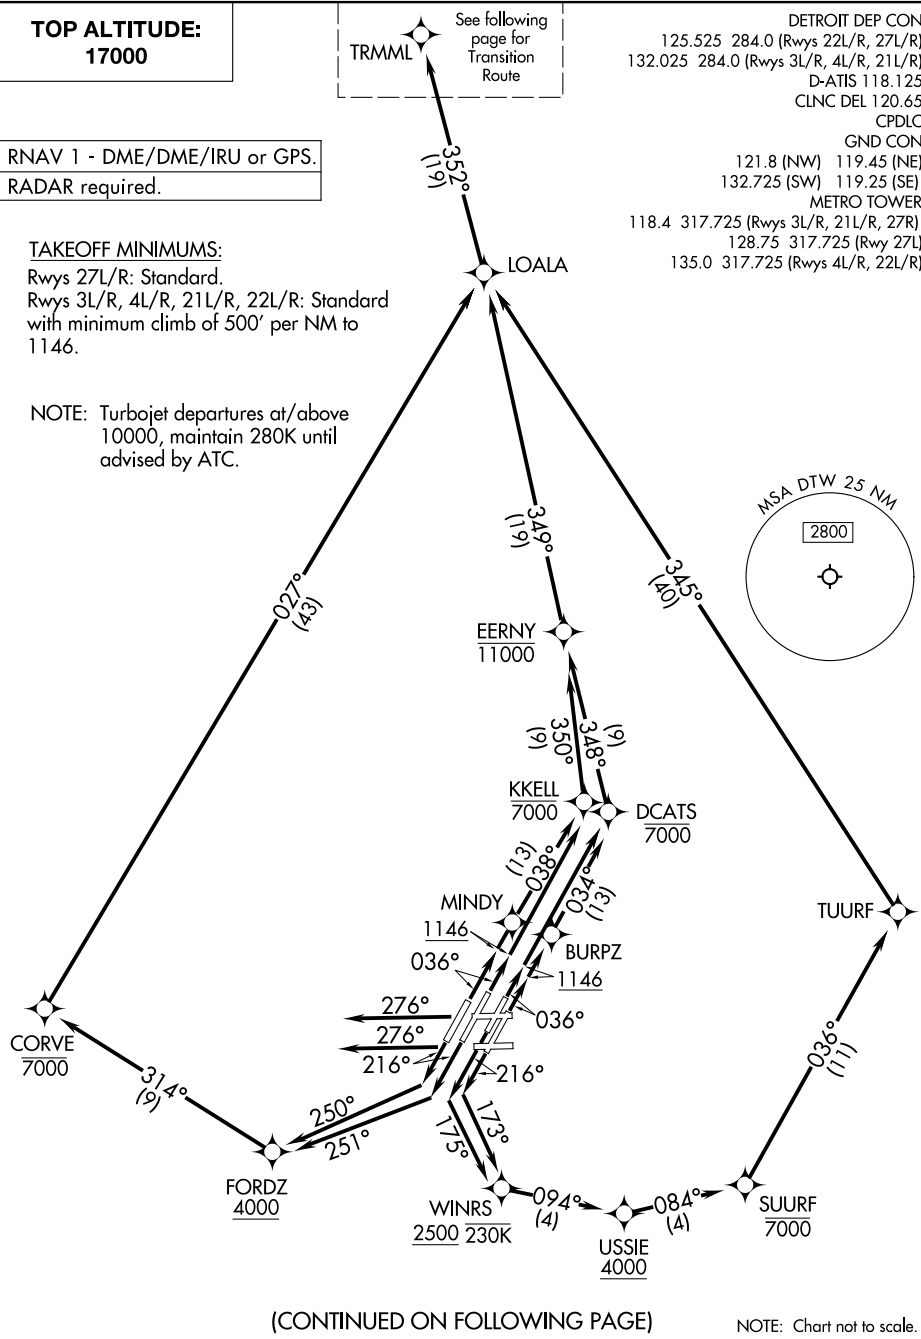 TOP ALTITUDE:
17000
TRMML
See following
page for
Transition
Route
DETROIT DEP CON
125.525 284.0 (Rwys 22L/R, 27L/R)
132.025 284.0 (Rwys 3L/R, 4L/R, 21L/R)
D-ATIS 118.125
CLNC DEL 120.65
CPDLC
GND CON
121.8 (NW) 119.45 (NE)
132.725 (SW) 119.25 (SE)
METRO TOWER
118.4 317.725 (Rwys 3L/R, 21L/R, 27R)
128.75 317.725 (Rwy 27L)
135.0 317.725 (Rwys 4L/R, 22L/R)
RNAV 1 - DME/DME/IRU or GPS.
RADAR required.
352°
(19)
TAKEOFF MINIMUMS:
Rwys 27L/R: Standard.
Rwys 3L/R, 4L/R, 21L/R, 22L/R: Standard
with minimum climb of 500' per NM to
1146.
LOALA
NOTE: Turbojet departures at/above
10000, maintain 280K until
advised by ATC.
MSA DTW 25 NM
2800
349°
(19)
345°
(40)
027°
(43)
EERNY
11000
350°
(9)
348°
(9)
KKELL
7000
DCATS
7000
038°
(13)
034°
(13)
MINDY
1146
BURPZ
1146
TUURF
036°
036°
276°
276°
216°
216°
CORVE
7000
314°
(9)
036°
(11)
250°
251°
175°
173°
FORDZ
4000
WINRS
2500 230K
094°
(4)
084°
(4)
USSIE
4000
SUURF
7000
(CONTINUED ON FOLLOWING PAGE)
NOTE: Chart not to scale.